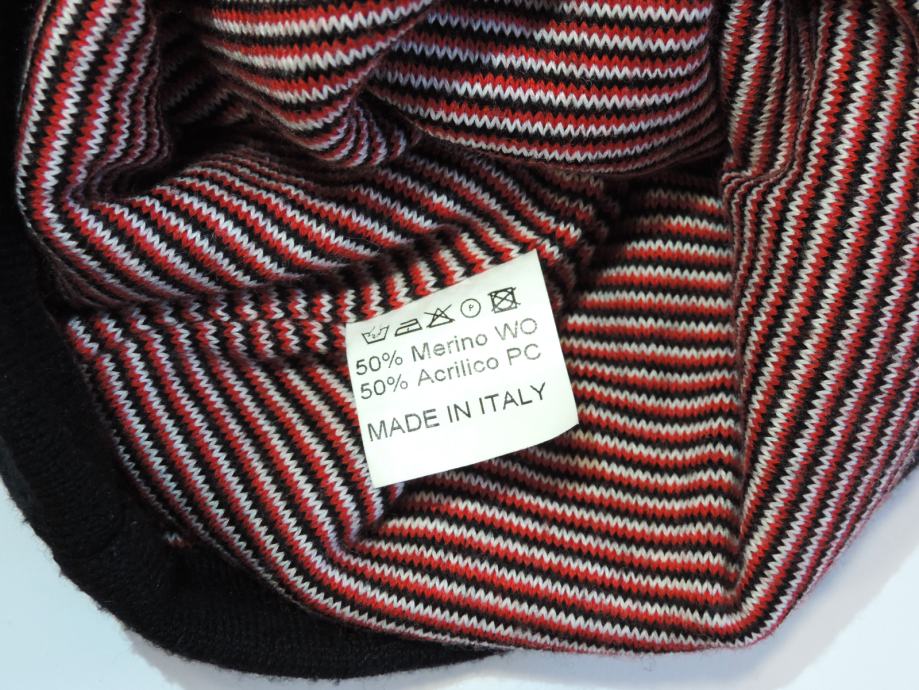 50% Merino WO
50% Acrilico PC
MADE IN ITALY